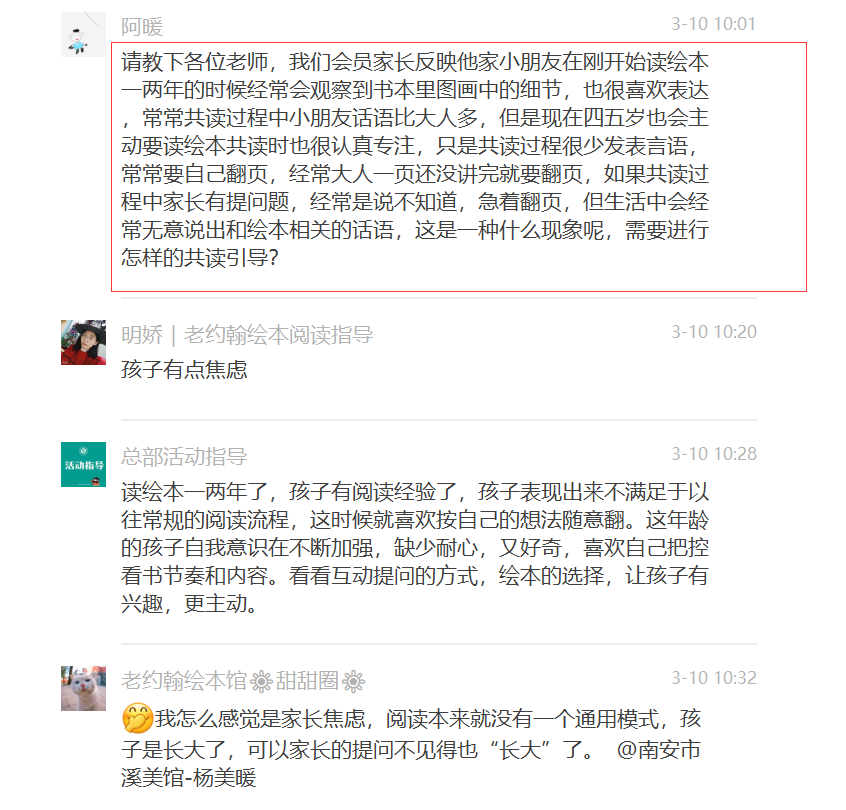 阿暖
3-10 10:01
请教下各位老师，我们会员家长反映他家小朋友在刚开始读绘本
一两年的时候经常会观察到书本里图画中的细节，也很喜欢表达
，常常共读过程中小朋友话语比大人多，但是现在四五岁也会主
动要读绘本共读时也很认真专注，只是共读过程很少发表言语，
常常要自己翻页，经常大人一页还没讲完就要翻页，如果共读过
程中家长有提问题，经常是说不知道，急着翻页，但生活中会经
常无意说出和绘本相关的话语，这是一种什么现象呢，需要进行
怎样的共读引导？
明娇｜老约翰绘本阅读指导
3-10 10:20
孩子有点焦虑
活动指导
总部活动指导
3-10 10:28
读绘本一两年了，孩子有阅读经验了，孩子表现出来不满足于以
往常规的阅读流程，这时候就喜欢按自己的想法随意翻。这年龄
的孩子自我意识在不断加强，缺少耐心，又好奇，喜欢自己把控
看书节奏和内容。看看互动提问的方式，绘本的选择，让孩子有
兴趣，更主动。
老约翰绘本馆🌞甜甜圈🌞
3-10 10:32
🤭我怎么感觉是家长焦虑，阅读本来就没有一个通用模式，孩
子是长大了，可以家长的提问不见得也“长大”了。 @南安市
溪美馆-杨美暖